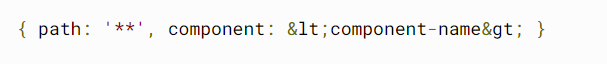 { path: '**', component: &lt;component-name&gt; }